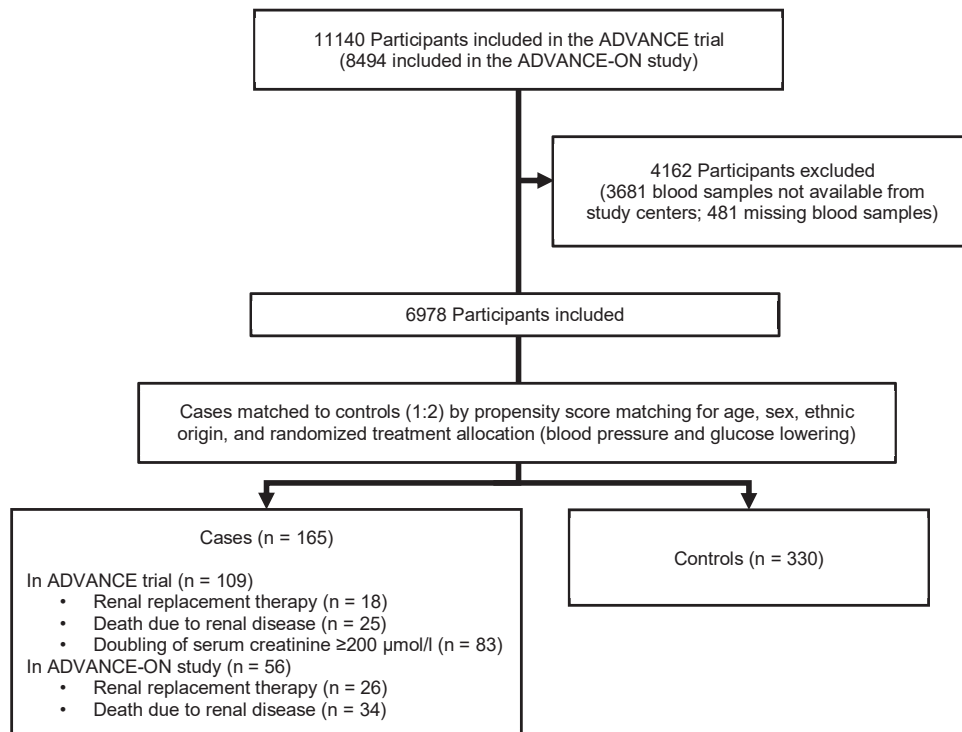 11140 Participants included in the ADVANCE trial
(8494 included in the ADVANCE-ON study)
4162 Participants excluded
(3681 blood samples not available from
study centers; 481 missing blood samples)
6978 Participants included
Cases matched to controls (1:2) by propensity score matching for age, sex, ethnic
origin, and randomized treatment allocation (blood pressure and glucose lowering)
Cases (n = 165)
In ADVANCE trial (n = 109)
• Renal replacement therapy (n = 18)
• Death due to renal disease (n = 25)
• Doubling of serum creatinine ≥200 μmol/l (n = 83)
In ADVANCE-ON study (n = 56)
• Renal replacement therapy (n = 26)
• Death due to renal disease (n = 34)
Controls (n = 330)